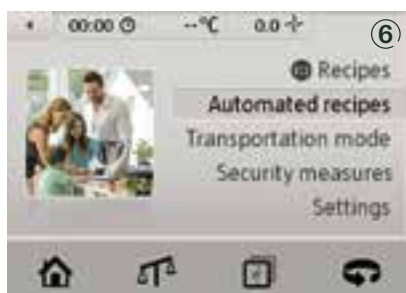 00:00 --°C 0.0 ⑥
Recipes
Automated recipes
Transportation mode
Security measures
Settings